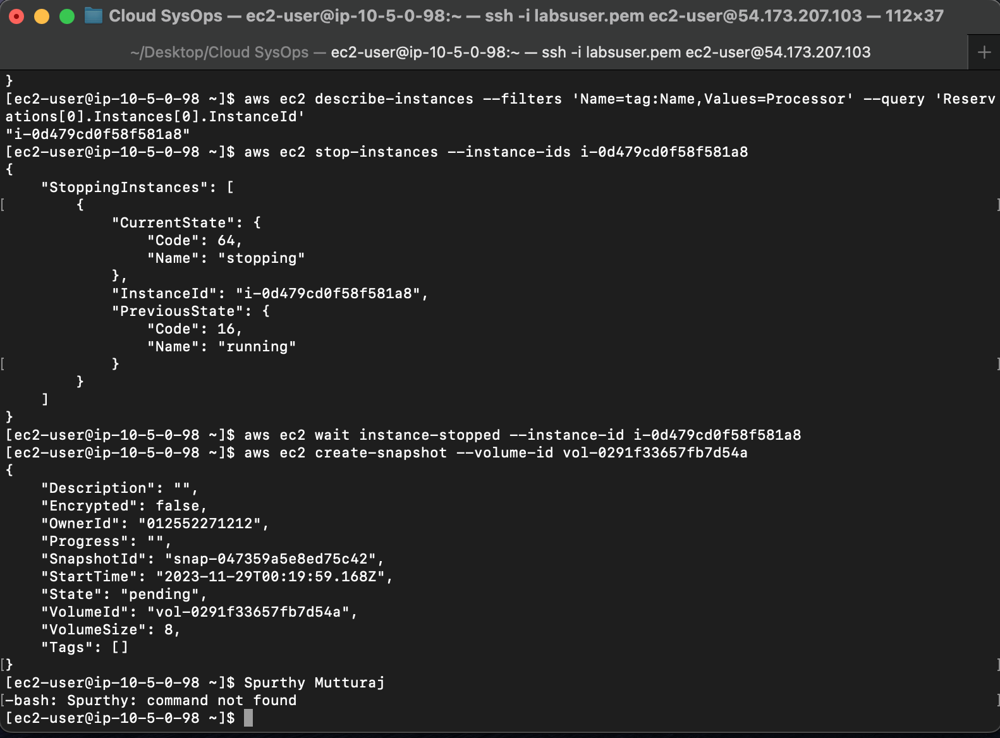 Cloud SysOps — ec2-user@ip-10-5-0-98:~ — ssh -i labsuser.pem ec2-user@54.173.207.103 — 112×37
~/Desktop/Cloud SysOps — ec2-user@ip-10-5-0-98:~ — ssh -i labsuser.pem ec2-user@54.173.207.103 +
}
[ec2-user@ip-10-5-0-98 ~]$ aws ec2 describe-instances --filters 'Name=tag:Name,Values=Processor' --query 'Reserv
ations[0].Instances[0].InstanceId'
"i-0d479cd0f58f581a8"
[ec2-user@ip-10-5-0-98 ~]$ aws ec2 stop-instances --instance-ids i-0d479cd0f58f581a8
{
    "StoppingInstances": [
[        {        ]
            "CurrentState": {
                "Code": 64,
                "Name": "stopping"
            },
            "InstanceId": "i-0d479cd0f58f581a8",
            "PreviousState": {
                "Code": 16,
                "Name": "running"
[            }        ]
        }
    ]
}
[ec2-user@ip-10-5-0-98 ~]$ aws ec2 wait instance-stopped --instance-id i-0d479cd0f58f581a8
[ec2-user@ip-10-5-0-98 ~]$ aws ec2 create-snapshot --volume-id vol-0291f33657fb7d54a
{
    "Description": "",
    "Encrypted": false,
    "OwnerId": "012552271212",
    "Progress": "",
    "SnapshotId": "snap-047359a5e8ed75c42",
    "StartTime": "2023-11-29T00:19:59.168Z",
    "State": "pending",
    "VolumeId": "vol-0291f33657fb7d54a",
    "VolumeSize": 8,
    "Tags": []
[}        ]
[ec2-user@ip-10-5-0-98 ~]$ Spurthy Mutturaj
[-bash: Spurthy: command not found        ]
[ec2-user@ip-10-5-0-98 ~]$